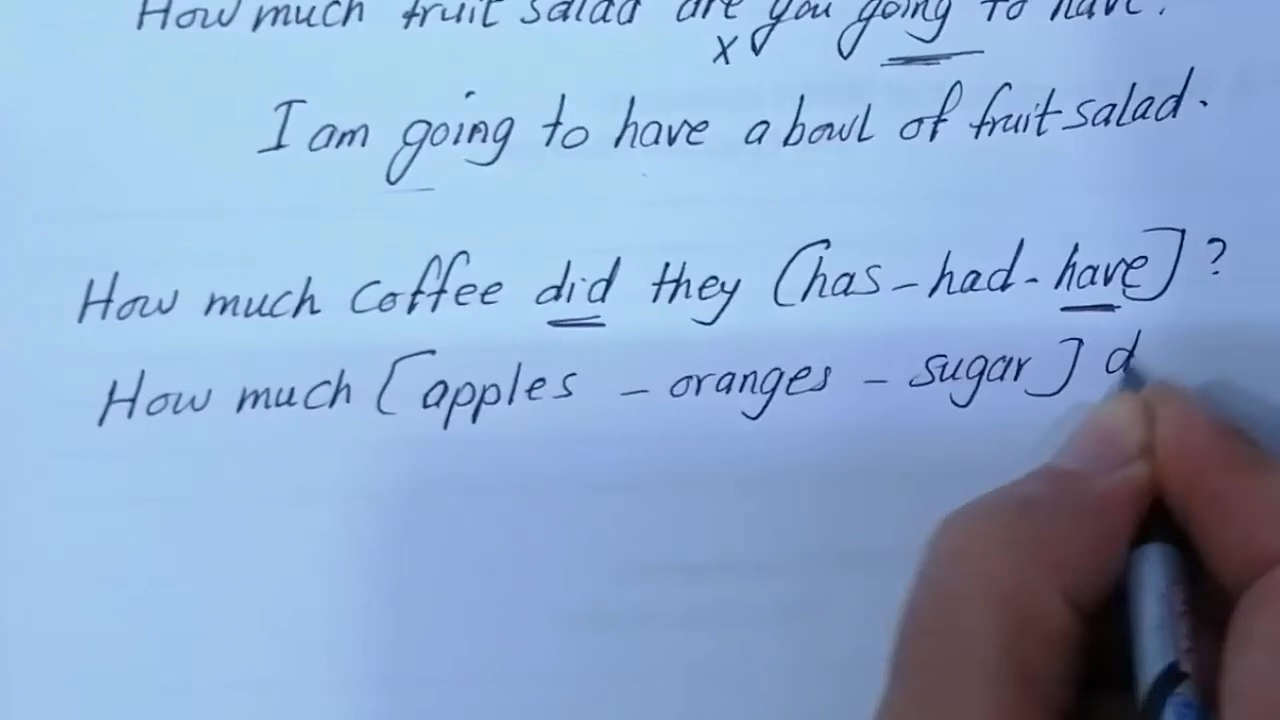 How much fruit salad are you going to have?
x
I am going to have a bowl of fruit salad.
How much coffee did they (has - had - have] ?
How much [apples - oranges - sugar] d